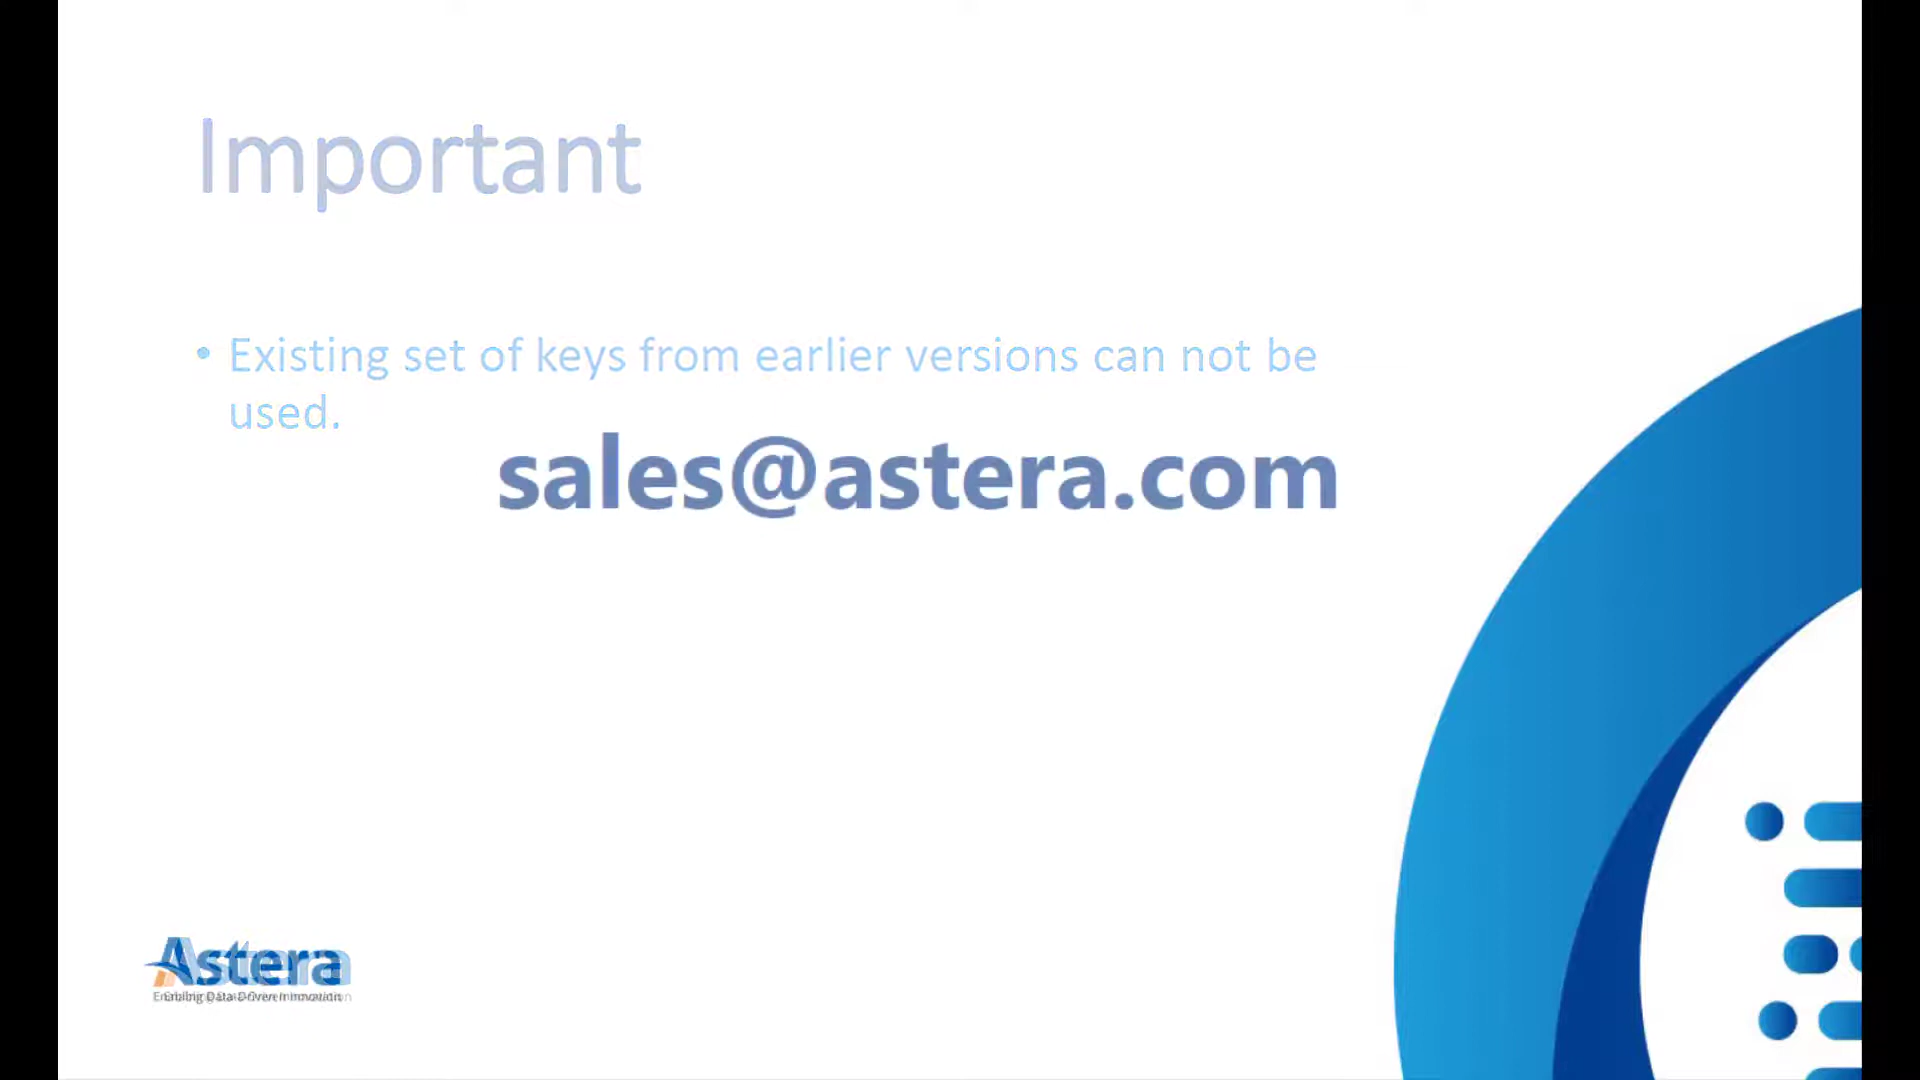 Important
• Existing set of keys from earlier versions can not be
used.
sales@astera.com
Astera
Enabling Data-Driven Innovation